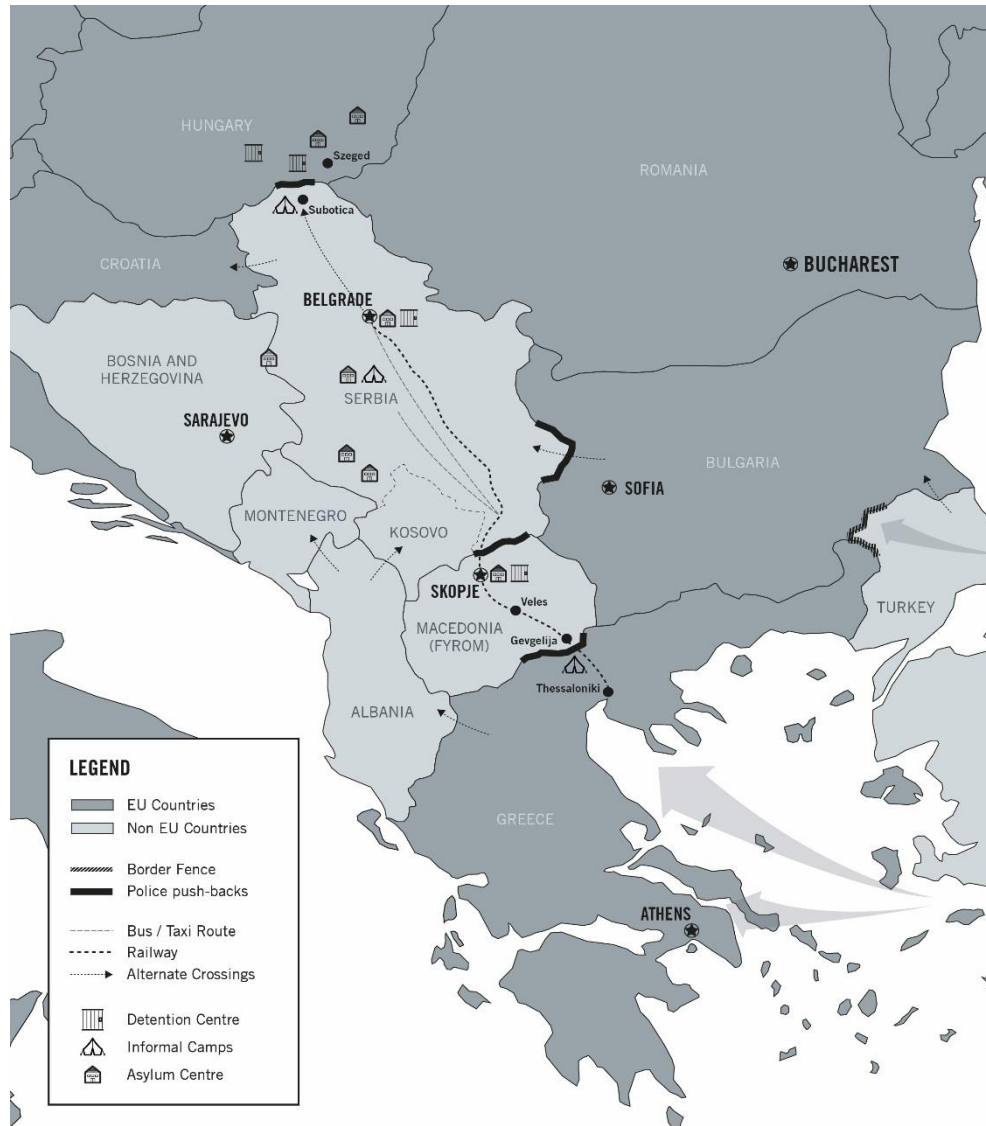 HUNGARY
Szeged
ROMANIA
Subotica
CROATIA
BUCHAREST
BELGRADE
BOSNIA AND
HERZEGOVINA
SERBIA
SARAJEVO
BULGARIA
SOFIA
MONTENEGRO
KOSOVO
SKOPJE
Veles
TURKEY
MACEDONIA
(FYROM)
Gevgelija
Thessaloniki
ALBANIA
GREECE
ATHENS
LEGEND
EU Countries
Non EU Countries
Border Fence
Police push-backs
Bus / Taxi Route
Railway
Alternate Crossings
Detention Centre
Informal Camps
Asylum Centre